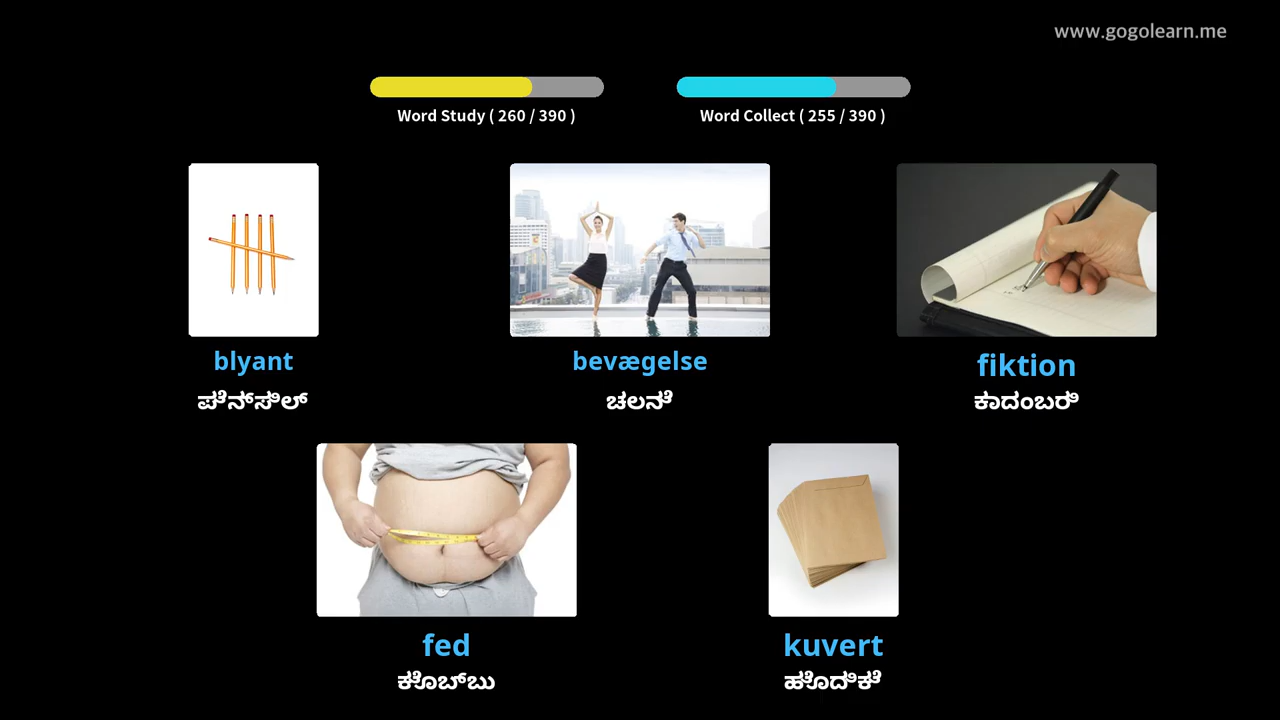 www.gogolearn.me
Word Study ( 260 / 390 )
Word Collect ( 255 / 390 )
blyant
bevægelse
fiktion
ಪೆನ್ಸಿಲ್
ಚಲನೆ
ಕಾದಂಬರಿ
fed
kuvert
ಕೊಬ್ಬು
ಹೊದಿಕೆ